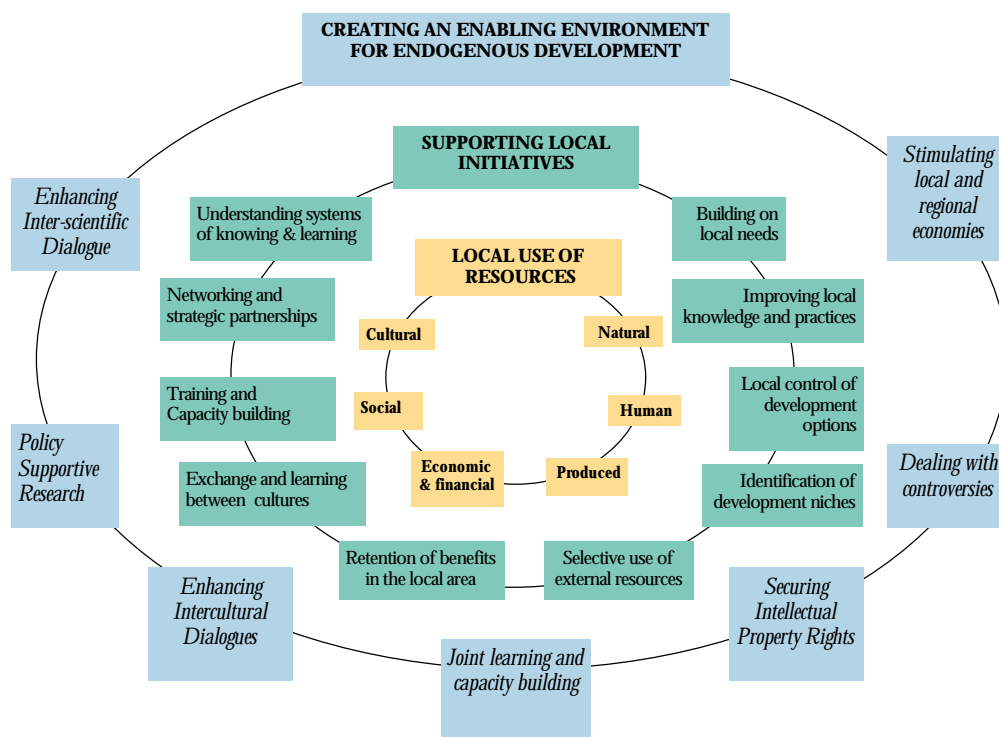 CREATING AN ENABLING ENVIRONMENT
FOR ENDOGENOUS DEVELOPMENT
SUPPORTING LOCAL
INITIATIVES
LOCAL USE OF
RESOURCES
Stimulating
local and
regional
economies
Dealing with
controversies
Securing
Intellectual
Property Rights
Joint learning and
capacity building
Enhancing
Intercultural
Dialogues
Policy
Supportive
Research
Enhancing
Inter-scientific
Dialogue
Building on
local needs
Improving local
knowledge and practices
Local control of
development
options
Identification of
development niches
Selective use of
external resources
Retention of benefits
in the local area
Exchange and learning
between cultures
Training and
Capacity building
Networking and
strategic partnerships
Understanding systems
of knowing & learning
Natural
Human
Produced
Economic
& financial
Social
Cultural